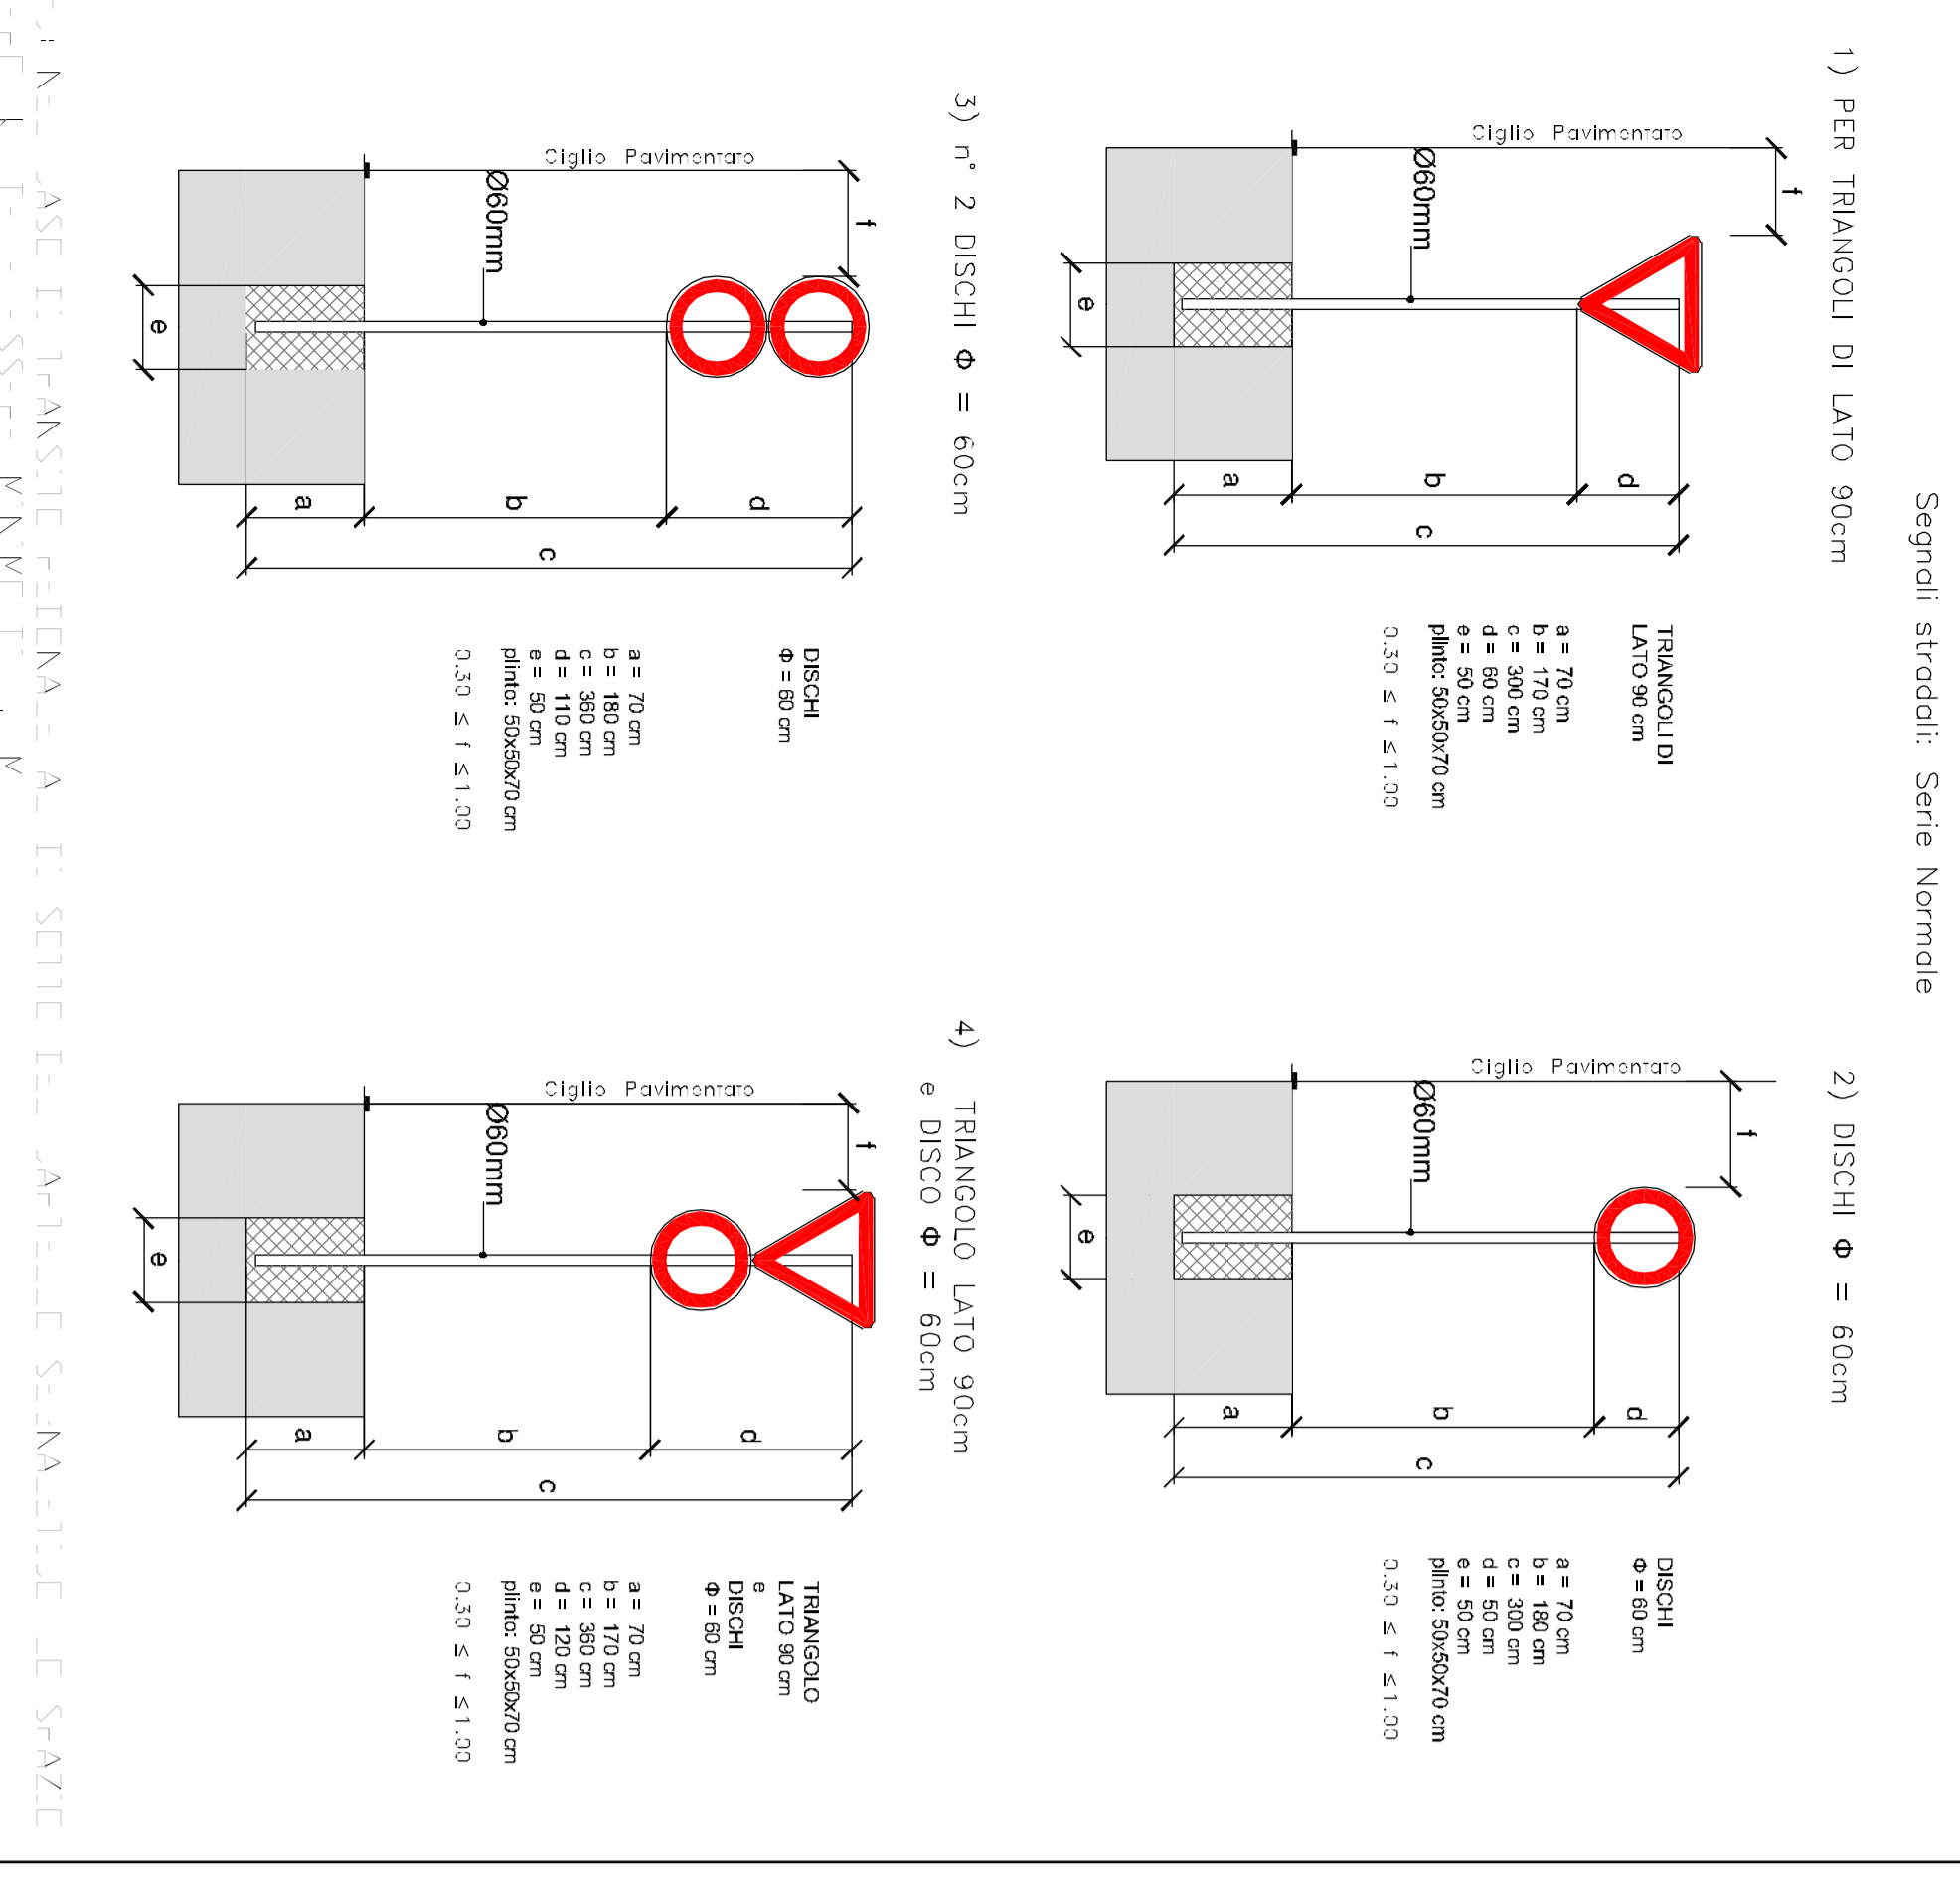 Segnali stradali: Serie Normale
1) PER TRIANGOLI DI LATO 90cm
Ciglio Pavimentato
f
Ø60mm
e
a
b
d
c
TRIANGOLI DI
LATO 90 cm
a = 70 cm
b = 170 cm
c = 300 cm
d = 60 cm
e = 50 cm
plinto: 50x50x70 cm
0.30 ≤ f ≤1.00
2) DISCHI Φ = 60cm
Ciglio Pavimentato
f
Ø60mm
e
a
b
d
c
DISCHI
Φ = 60 cm
a = 70 cm
b = 180 cm
c = 300 cm
d = 50 cm
e = 50 cm
plinto: 50x50x70 cm
0.30 ≤ f ≤1.00
3) n° 2 DISCHI Φ = 60cm
Ciglio Pavimentato
f
Ø60mm
e
a
b
d
c
DISCHI
Φ = 60 cm
a = 70 cm
b = 180 cm
c = 360 cm
d = 110 cm
e = 50 cm
plinto: 50x50x70 cm
0.30 ≤ f ≤1.00
4) TRIANGOLO LATO 90cm
e DISCO Φ = 60cm
Ciglio Pavimentato
f
Ø60mm
e
a
b
d
c
TRIANGOLO
LATO 90 cm
e
DISCHI
Φ = 60 cm
a = 70 cm
b = 170 cm
c = 360 cm
d = 120 cm
e = 50 cm
plinto: 50x50x70 cm
0.30 ≤ f ≤1.00